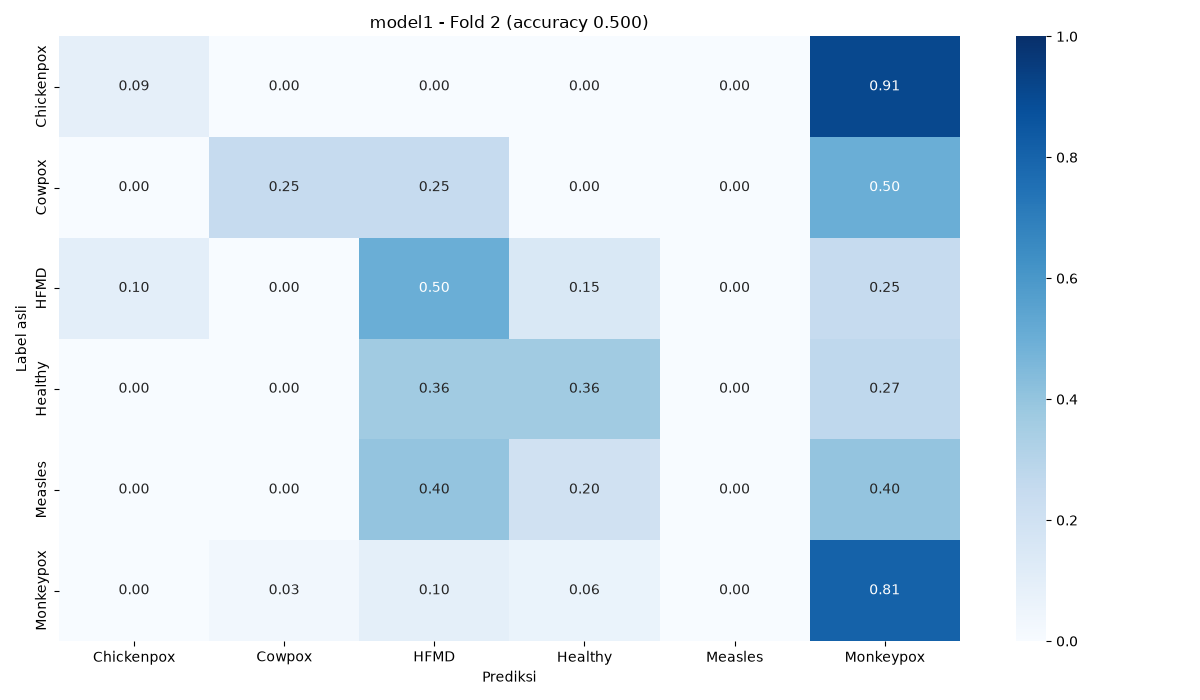 model1 - Fold 2 (accuracy 0.500)
Label asli
Chickenpox 0.09 0.00 0.00 0.00 0.00 0.91
Cowpox 0.00 0.25 0.25 0.00 0.00 0.50
HFMD 0.10 0.00 0.50 0.15 0.00 0.25
Healthy 0.00 0.00 0.36 0.36 0.00 0.27
Measles 0.00 0.00 0.40 0.20 0.00 0.40
Monkeypox 0.00 0.03 0.10 0.06 0.00 0.81
Chickenpox Cowpox HFMD Healthy Measles Monkeypox
Prediksi
1.0
0.8
0.6
0.4
0.2
0.0